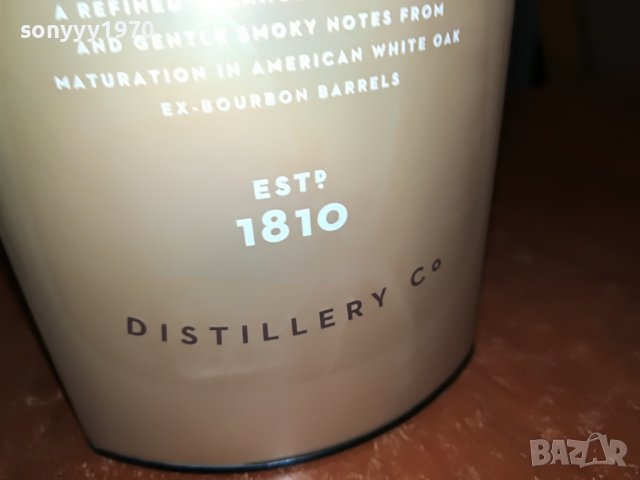 A REFINED
AND GENTLE SMOKY NOTES FROM
MATURATION IN AMERICAN WHITE OAK
EX-BOURBON BARRELS
ESTD
1810
DISTILLERY Co
sonyyy1970
BAZAR